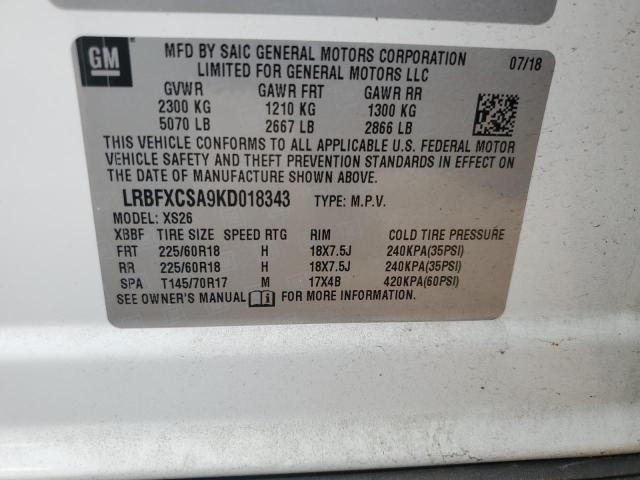 GM
MFD BY SAIC GENERAL MOTORS CORPORATION LIMITED FOR GENERAL MOTORS LLC 07/18
GVWR GAWR FRT GAWR RR
2300 KG 1210 KG 1300 KG
5070 LB 2667 LB 2866 LB
THIS VEHICLE CONFORMS TO ALL APPLICABLE U.S. FEDERAL MOTOR
VEHICLE SAFETY AND THEFT PREVENTION STANDARDS IN EFFECT ON
THE DATE OF MANUFACTURE SHOWN ABOVE.
LRBFXCSA9KD018343 TYPE: M.P.V.
MODEL: XS26
XBBF TIRE SIZE SPEED RTG RIM COLD TIRE PRESSURE
FRT 225/60R18 H 18X7.5J 240KPA(35PSI)
RR 225/60R18 H 18X7.5J 240KPA(35PSI)
SPA T145/70R17 M 17X4B 420KPA(60PSI)
SEE OWNER'S MANUAL FOR MORE INFORMATION.